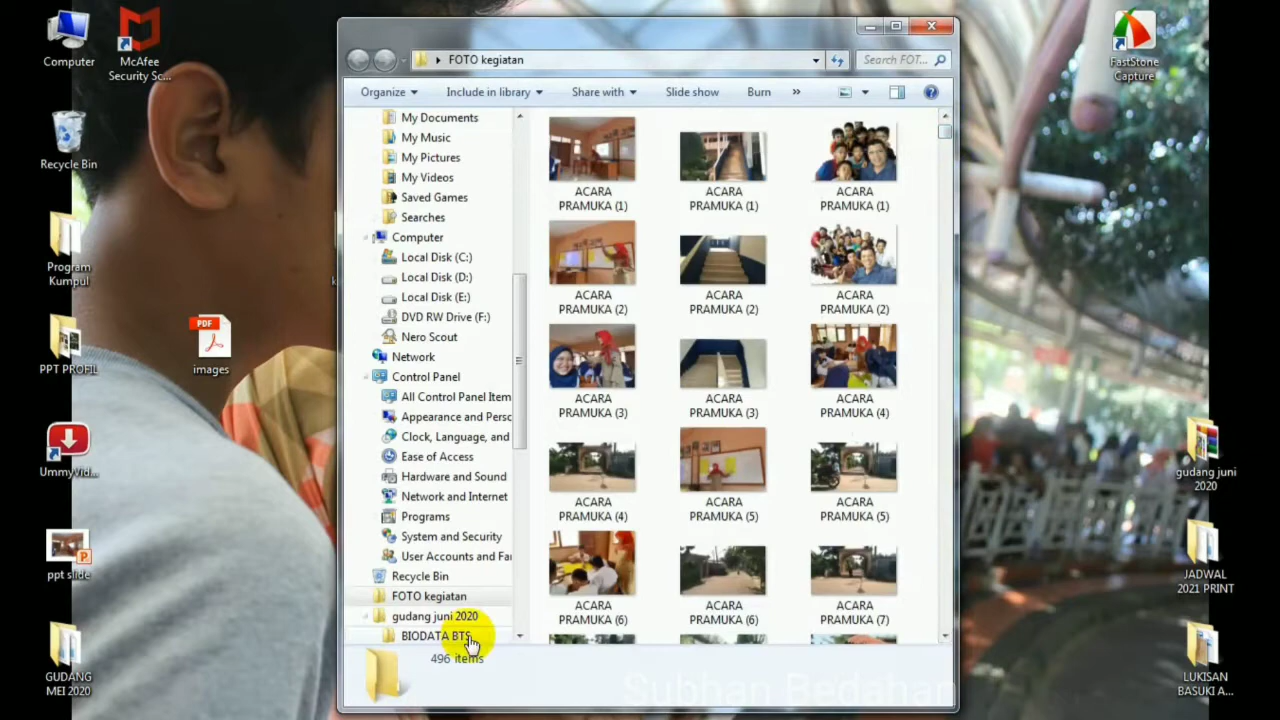 Computer
McAfee
Security Sc...
Recycle Bin
Program
Kumpul
PPT PROFIL
images
UmmyVid...
ppt slide
GUDANG
MEI 2020
FOTO kegiatan
Search FOT...
Organize
Include in library
Share with
Slide show
Burn
»
My Documents
My Music
My Pictures
My Videos
Saved Games
Searches
Computer
Local Disk (C:)
Local Disk (D:)
Local Disk (E:)
DVD RW Drive (F:)
Nero Scout
Network
Control Panel
All Control Panel Item
Appearance and Perso
Clock, Language, and
Ease of Access
Hardware and Sound
Network and Internet
Programs
System and Security
User Accounts and Fa
Recycle Bin
FOTO kegiatan
gudang juni 2020
BIODATA BTS
ACARA
PRAMUKA (1)
ACARA
PRAMUKA (1)
ACARA
PRAMUKA (1)
ACARA
PRAMUKA (2)
ACARA
PRAMUKA (2)
ACARA
PRAMUKA (2)
ACARA
PRAMUKA (3)
ACARA
PRAMUKA (3)
ACARA
PRAMUKA (4)
ACARA
PRAMUKA (4)
ACARA
PRAMUKA (5)
ACARA
PRAMUKA (5)
ACARA
PRAMUKA (6)
ACARA
PRAMUKA (6)
ACARA
PRAMUKA (7)
496 items
Subhan Bedahan
FastStone
Capture
gudang juni
2020
JADWAL
2021 PRINT
LUKISAN
BASUKI A...
PDF